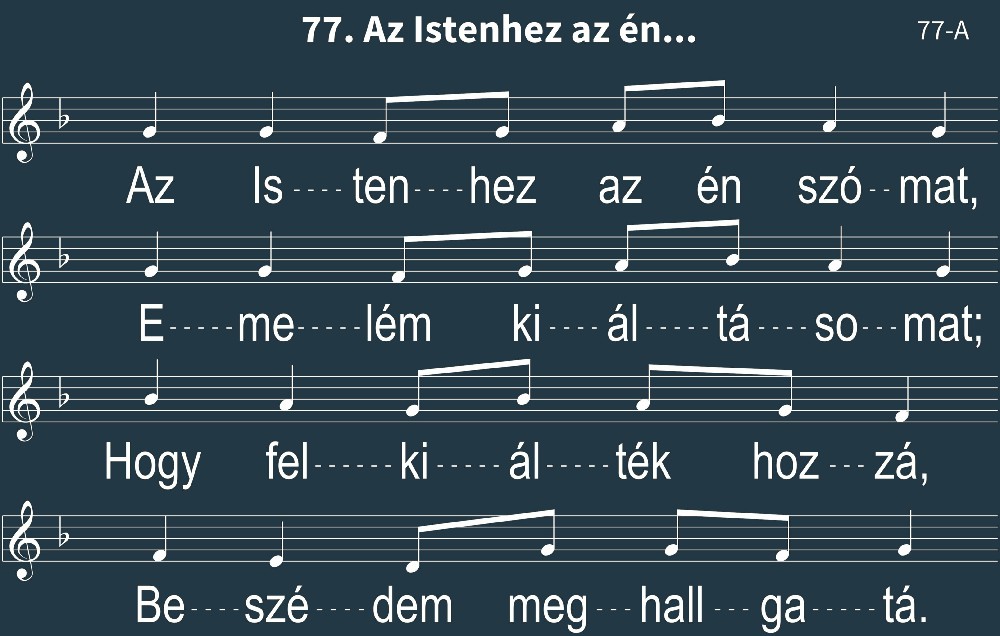 77. Az Istenhez az én...
77-A
Az Is----ten----hez az én szó--mat,
E-----me-----lém ki----ál-----tá----so---mat;
Hogy fel------ki-----ál-----ték hoz---zá,
Be----szé----dem meg---hall---ga-----tá.